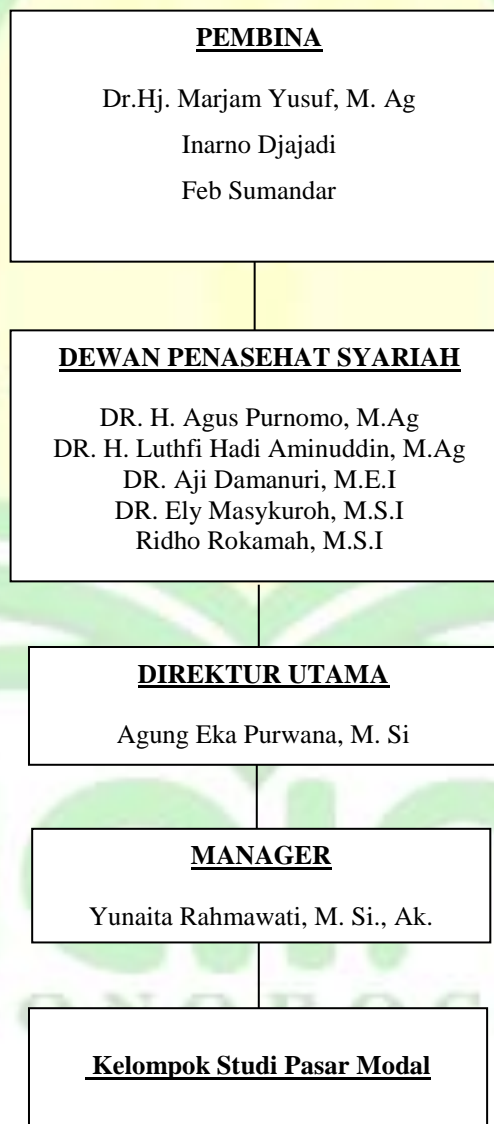 PEMBINA
Dr.Hj. Marjam Yusuf, M. Ag
Inarno Djajadi
Feb Sumandar
DEWAN PENASEHAT SYARIAH
DR. H. Agus Purnomo, M.Ag
DR. H. Luthfi Hadi Aminuddin, M.Ag
DR. Aji Damanuri, M.E.I
DR. Ely Masykuroh, M.S.I
Ridho Rokamah, M.S.I
DIREKTUR UTAMA
Agung Eka Purwana, M. Si
MANAGER
Yunaita Rahmawati, M. Si., Ak.
Kelompok Studi Pasar Modal